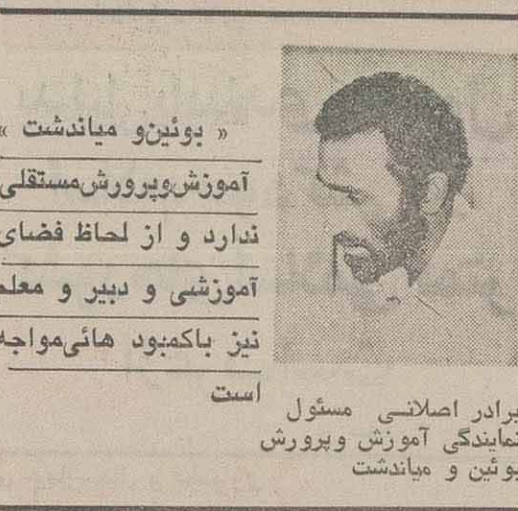 « بوئین‌و میاندشت »
آموزش‌وپرورش‌مستقلی
ندارد و از لحاظ فضای
آموزشی و دبیر و معلم
نیز باکمبود هائی‌مواجه
است
برادر اصلانی مسئول
نمایندگی آموزش وپرورش
بوئین و میاندشت